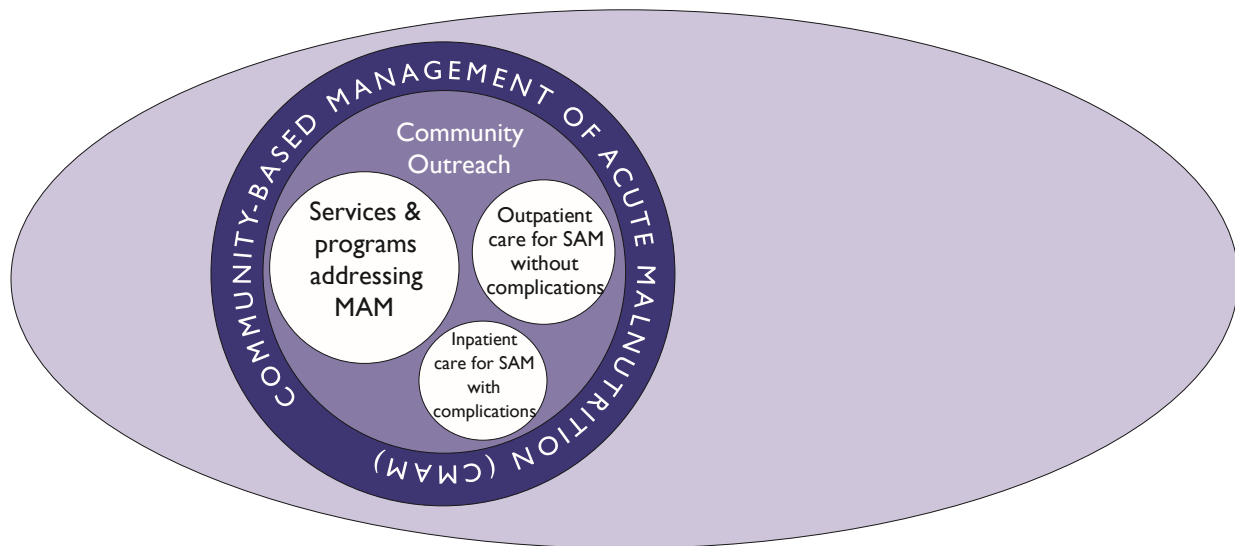 COMMUNITY-BASED MANAGEMENT OF ACUTE MALNUTRITION (CMAM)
Community
Outreach
Services &
programs
addressing
MAM
Outpatient
care for SAM
without
complications
Inpatient
care for SAM
with
complications